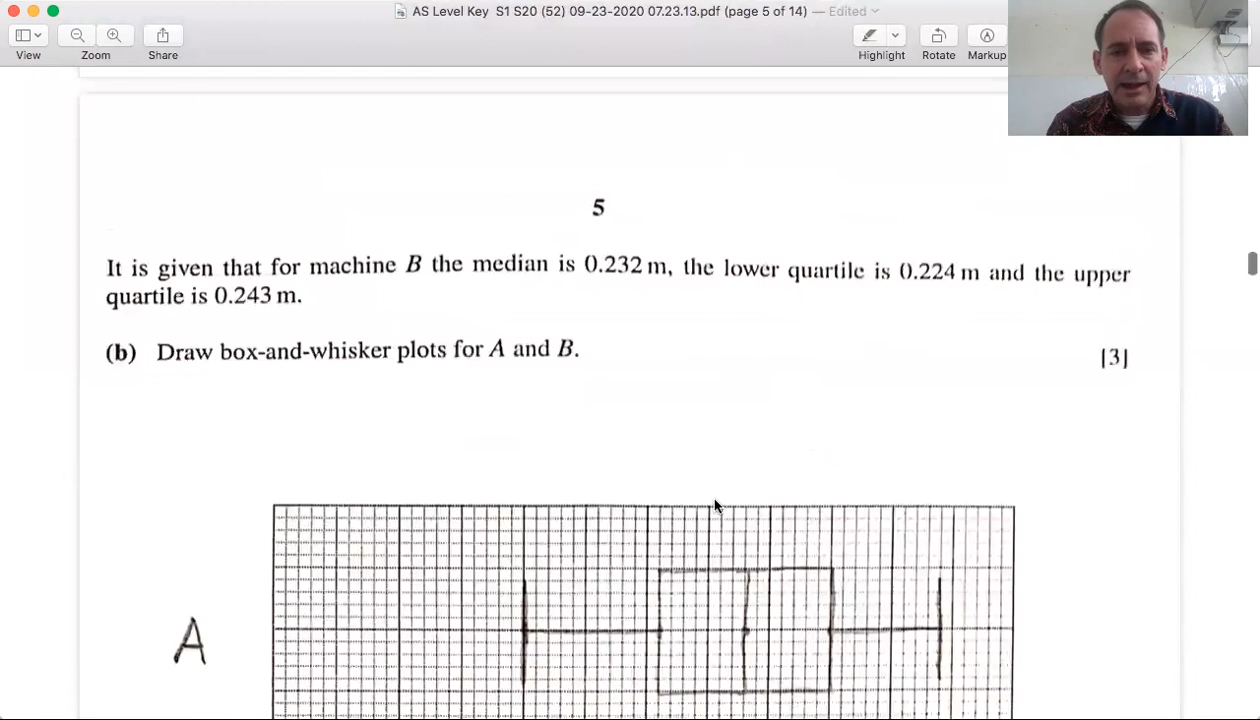 AS Level Key S1 S20 (52) 09-23-2020 07.23.13.pdf (page 5 of 14) — Edited
View Zoom Share Highlight Rotate Markup
5
It is given that for machine B the median is 0.232 m, the lower quartile is 0.224 m and the upper
quartile is 0.243 m.
(b) Draw box-and-whisker plots for A and B. [3]
A